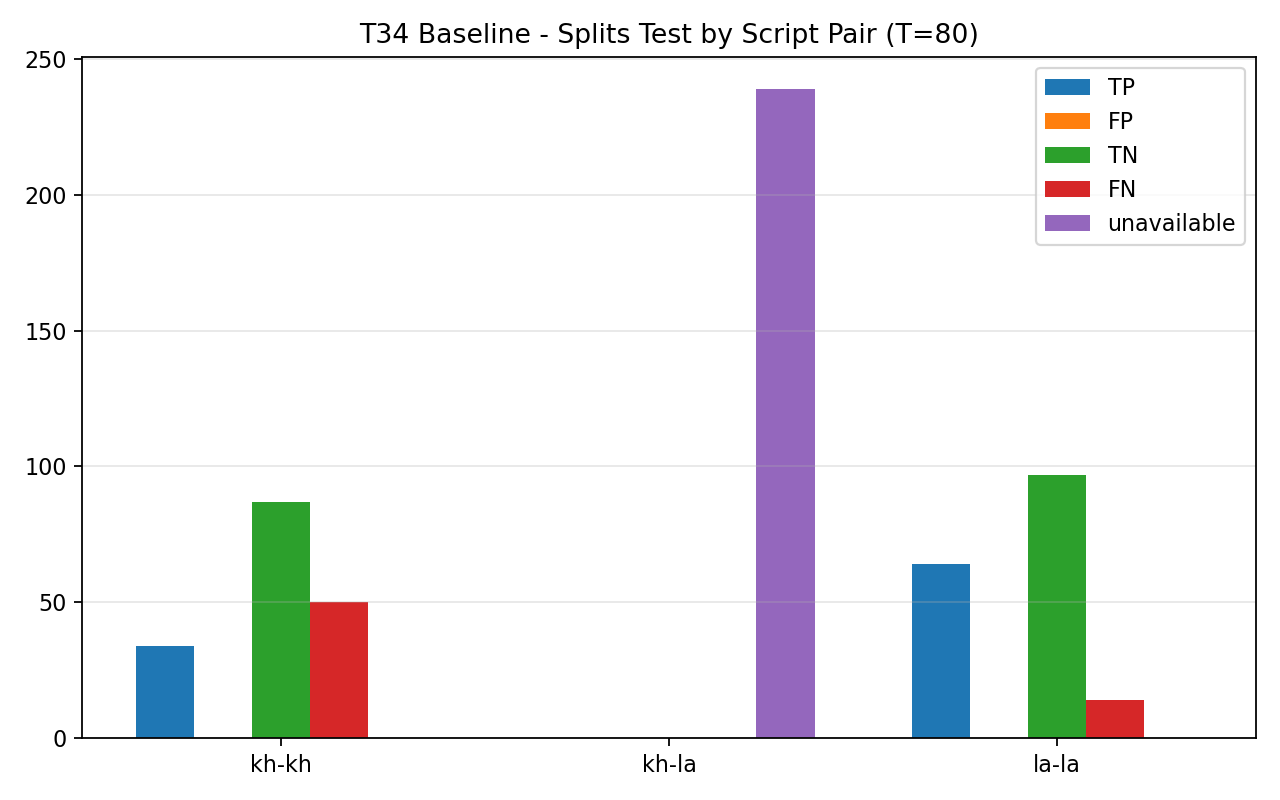 T34 Baseline - Splits Test by Script Pair (T=80)
250
200
150
100
50
0
TP
FP
TN
FN
unavailable
kh-kh
kh-la
la-la